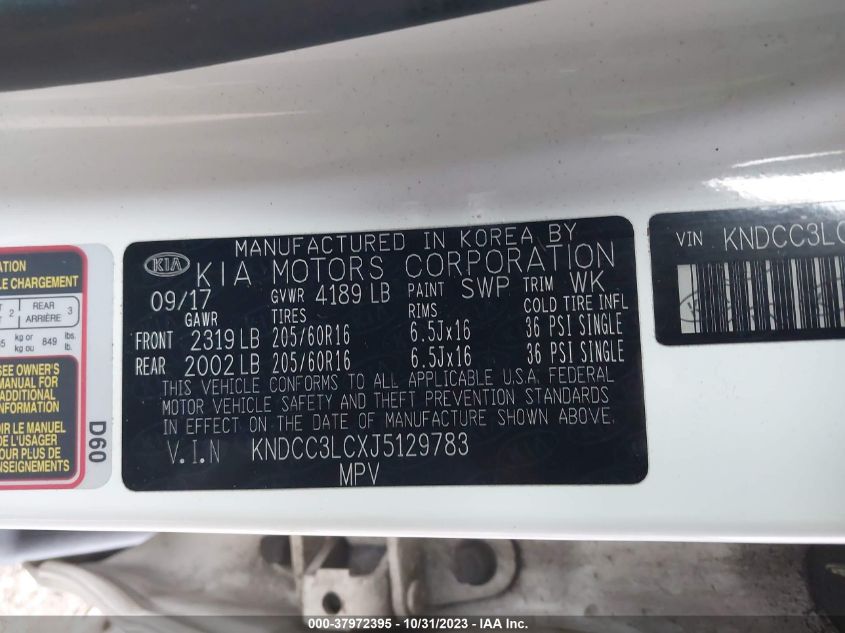 MANUFACTURED IN KOREA BY
KIA KIA MOTORS CORPORATION
09/17 GVWR 4189 LB PAINT SWP TRIM WK
GAWR TIRES RIMS COLD TIRE INFL
FRONT 2319 LB 205/60R16 6.5Jx16 36 PSI SINGLE
REAR 2002 LB 205/60R16 6.5Jx16 36 PSI SINGLE
THIS VEHICLE CONFORMS TO ALL APPLICABLE U.S.A. FEDERAL
MOTOR VEHICLE SAFETY AND THEFT PREVENTION STANDARDS
IN EFFECT ON THE DATE OF MANUFACTURE SHOWN ABOVE.
V.I.N KNDCC3LCXJ5129783
MPV
VIN KNDCC3LC
CHARGEMENT
2 REAR ARRIÈRE 3
kg or kg ou 849 lbs. lb.
SEE OWNER'S
MANUAL FOR
ADDITIONAL
INFORMATION
LE MANUEL
DE L'USAGER
POUR PLUS DE
RENSEIGNEMENTS
D60
000-37972395 - 10/31/2023 - IAA Inc.